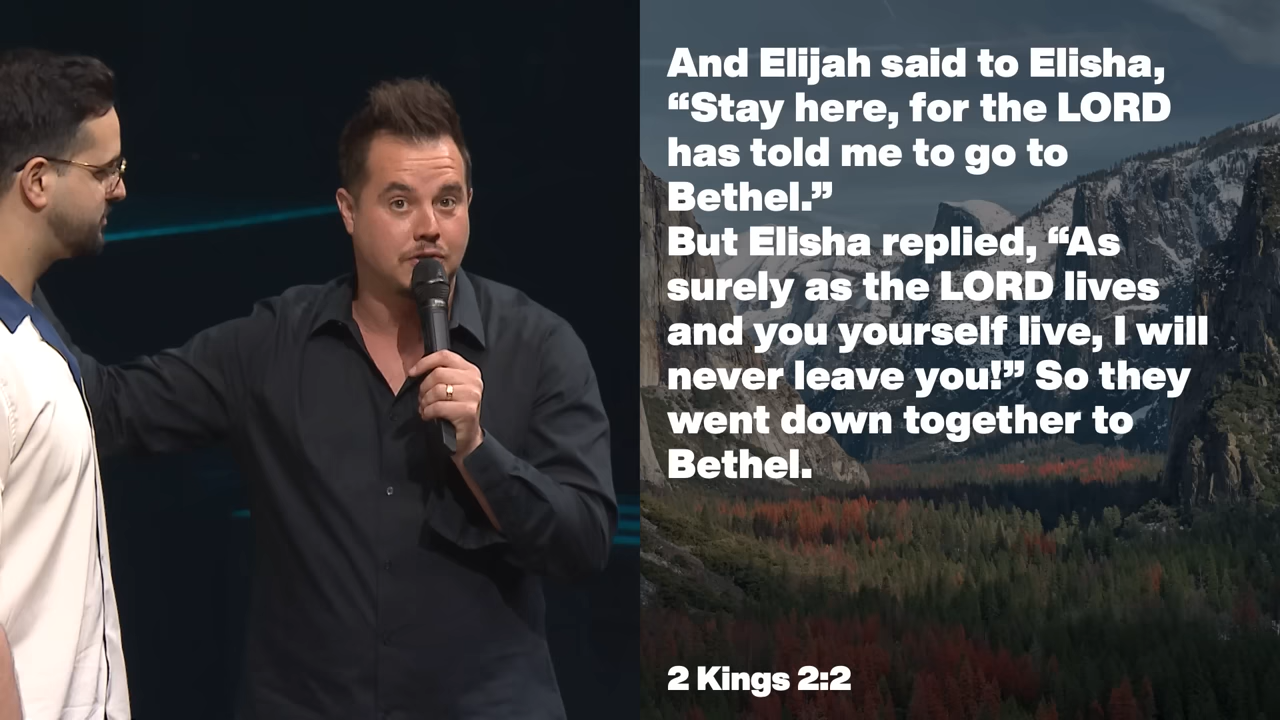 And Elijah said to Elisha,
“Stay here, for the LORD
has told me to go to
Bethel.”
But Elisha replied, “As
surely as the LORD lives
and you yourself live, I will
never leave you!” So they
went down together to
Bethel.
2 Kings 2:2